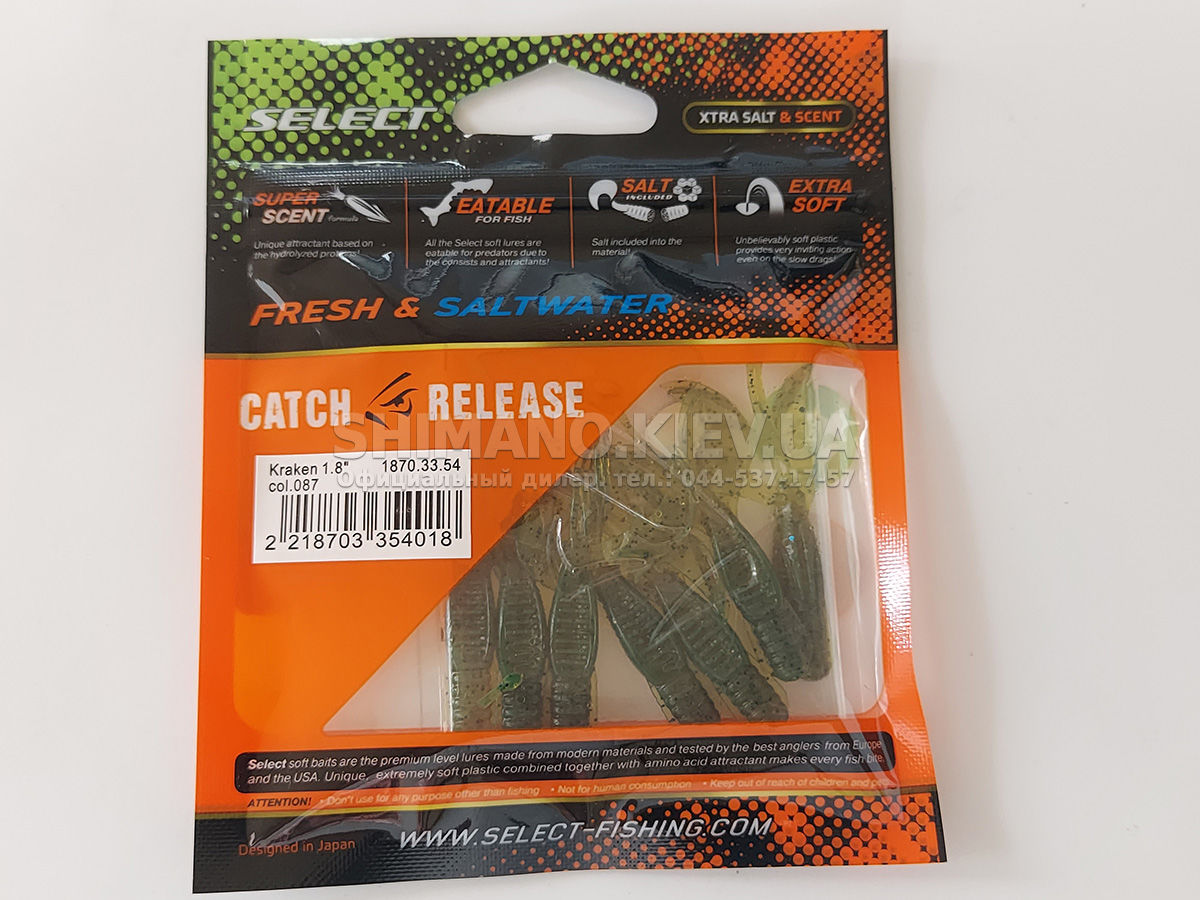 SELECT
XTRA SALT & SCENT
SUPER
SCENT formula
Unique attractant based on
the hydrolyzed proteins!
EATABLE
FOR FISH
All the Select soft lures are
eatable for predators due to
the consists and attractants!
SALT
INCLUDED
Salt included into the
material!
EXTRA
SOFT
Unbelievably soft plastic
provides very inviting action
even on the slow drags!
FRESH & SALTWATER
CATCH RELEASE
SHIMANO.KIEV.UA
Официальный дилер. тел.: 044-537-17-57
Kraken 1.8" 1870.33.54
col.087
2 218703 354018
Select soft baits are the premium level lures made from modern materials and tested by the best anglers from Europe
and the USA. Unique, extremely soft plastic combined together with amino acid attractant makes every fish bite.
ATTENTION! • Don't use for any purpose other than fishing • Not for human consumption • Keep out of reach of children and
WWW.SELECT-FISHING.COM
Designed in Japan